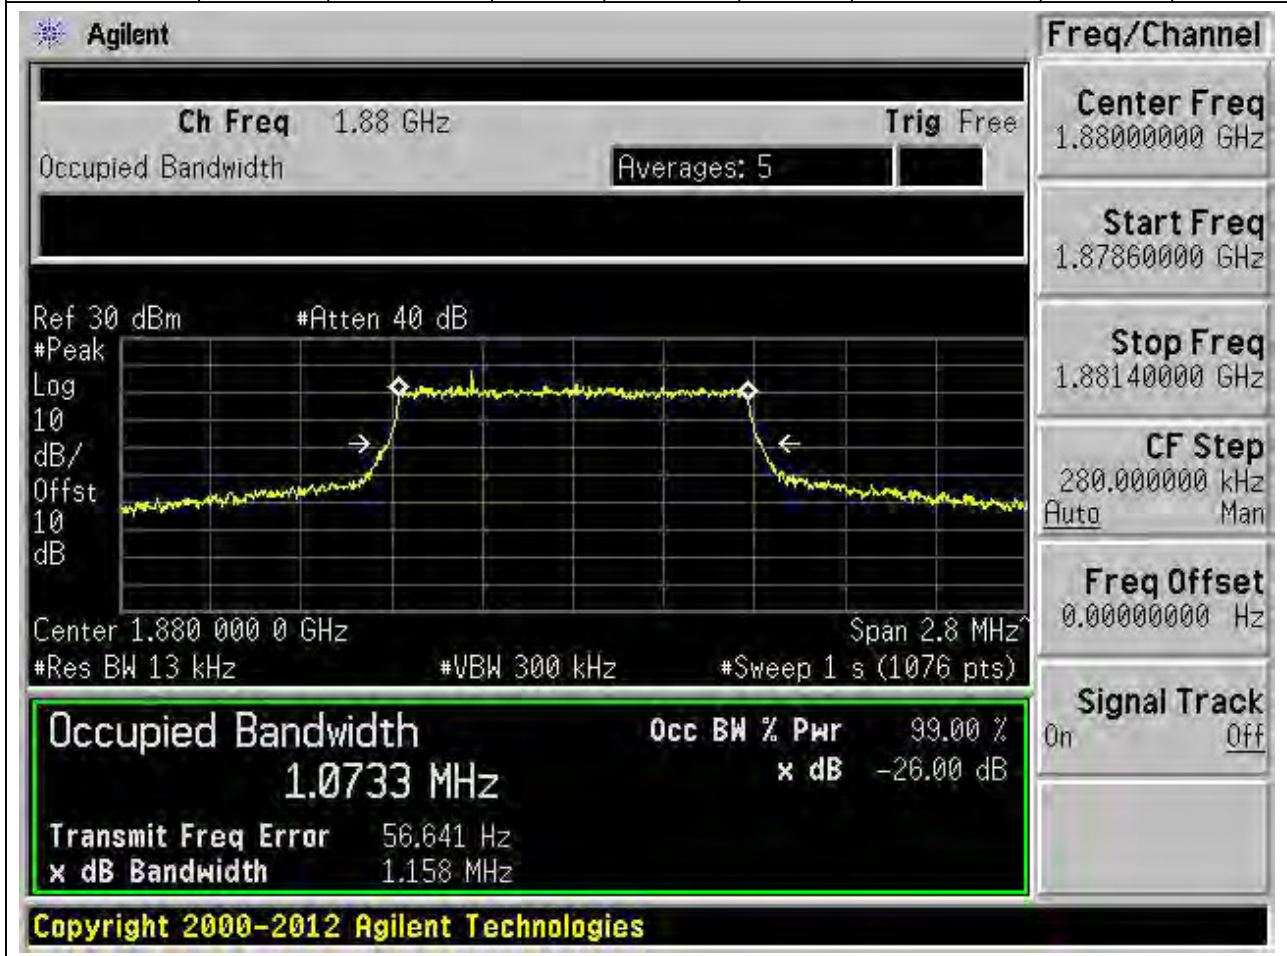 Agilent
Freq/Channel
Ch Freq 1.88 GHz Trig Free
Occupied Bandwidth Averages: 5
Center Freq
1.88000000 GHz
Start Freq
1.87860000 GHz
Stop Freq
1.88140000 GHz
CF Step
280.000000 kHz
Auto Man
Freq Offset
0.00000000 Hz
Signal Track
On Off
Ref 30 dBm #Atten 40 dB
#Peak
Log
10
dB/
Offst
10
dB
Center 1.880 000 0 GHz Span 2.8 MHz^
#Res BW 13 kHz #VBW 300 kHz #Sweep 1 s (1076 pts)
Occupied Bandwidth Occ BW % Pwr 99.00 %
1.0733 MHz x dB -26.00 dB
Transmit Freq Error 56.641 Hz
x dB Bandwidth 1.158 MHz
Copyright 2000-2012 Agilent Technologies